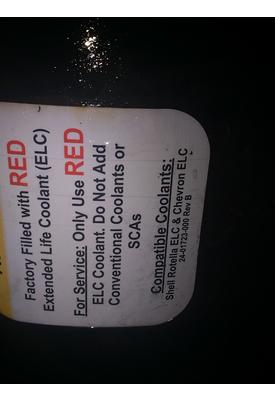 Factory Filled with RED
Extended Life Coolant (ELC)
For Service: Only Use RED
ELC Coolant. Do Not Add
Conventional Coolants or
SCAs
Compatible Coolants:
Shell Rotella ELC & Chevron ELC
24-01723-000 Rev B